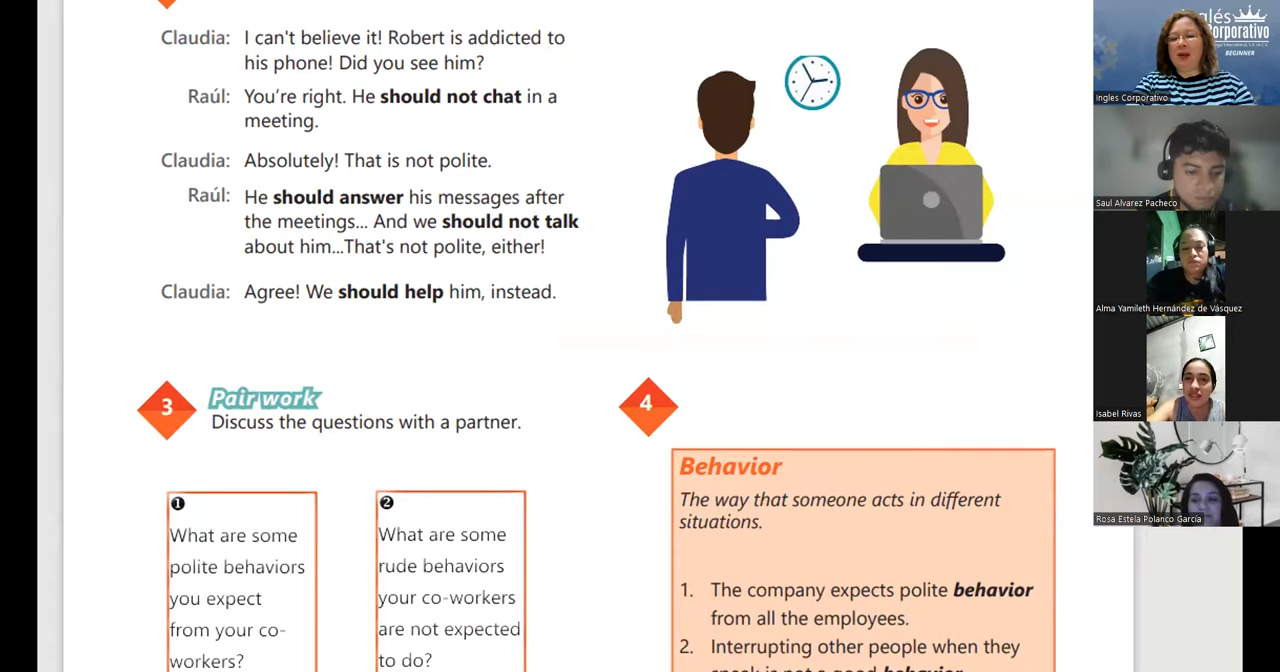 Claudia: I can't believe it! Robert is addicted to
his phone! Did you see him?
Raúl: You're right. He should not chat in a
meeting.
Claudia: Absolutely! That is not polite.
Raúl: He should answer his messages after
the meetings... And we should not talk
about him...That's not polite, either!
Claudia: Agree! We should help him, instead.
3
Pair work
Discuss the questions with a partner.
1
What are some
polite behaviors
you expect
from your co-
workers?
2
What are some
rude behaviors
your co-workers
are not expected
to do?
4
Behavior
The way that someone acts in different
situations.
1. The company expects polite behavior
from all the employees.
2. Interrupting other people when they
speak is not a good behavior.
Inglés
Corporativo
BEGINNER
Ingles Corporativo
Saul Alvarez Pacheco
Alma Yamileth Hernández de Vásquez
Isabel Rivas
Rosa Estela Polanco García